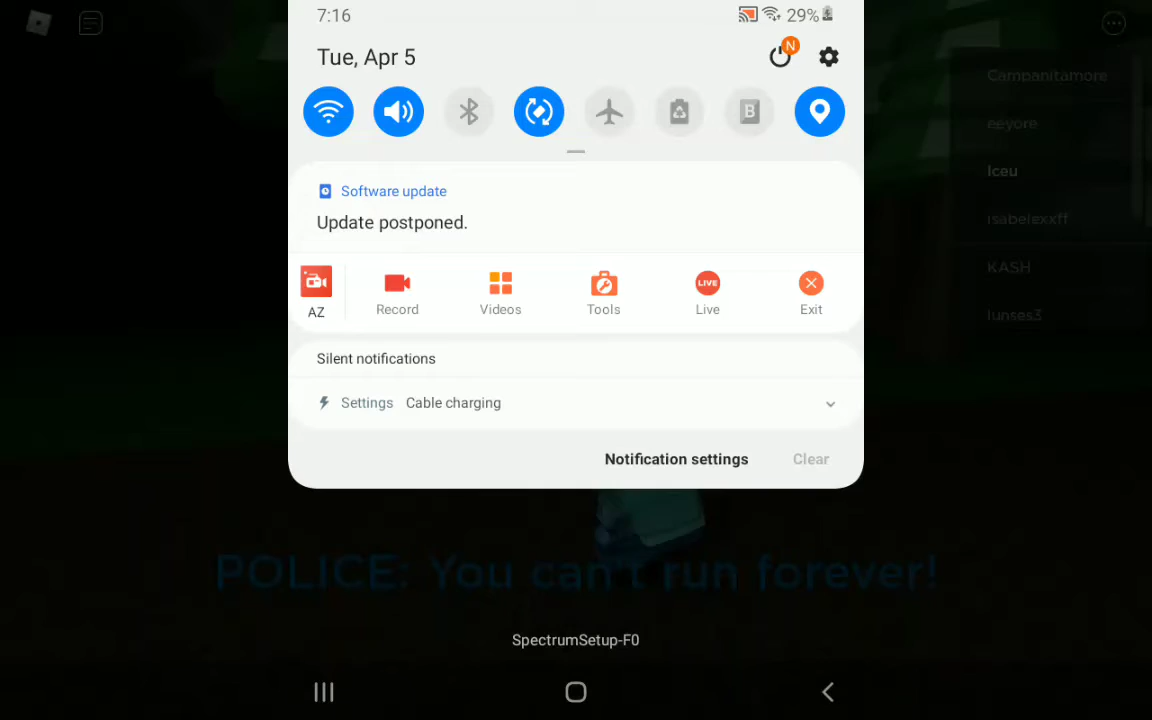 7:16
29%
Tue, Apr 5
N
B
Software update
Update postponed.
AZ
Record
Videos
Tools
LIVE
Live
Exit
Silent notifications
Settings Cable charging
Notification settings
Clear
Campanitamore
eeyore
Iceu
isabelsxxff
KASH
lunses3
POLICE: You can't run forever!
SpectrumSetup-F0